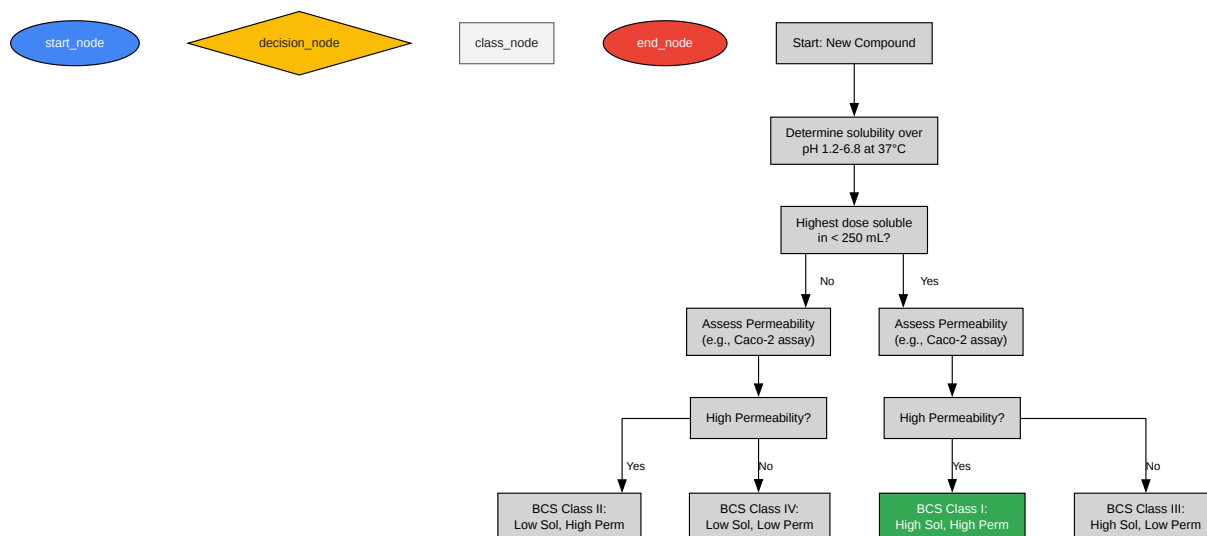 start_node
decision_node
class_node
end_node
Start: New Compound
Determine solubility over
pH 1.2-6.8 at 37°C
Highest dose soluble
in < 250 mL?
No
Yes
Assess Permeability
(e.g., Caco-2 assay)
Assess Permeability
(e.g., Caco-2 assay)
High Permeability?
High Permeability?
Yes
No
Yes
No
BCS Class II:
Low Sol, High Perm
BCS Class IV:
Low Sol, Low Perm
BCS Class I:
High Sol, High Perm
BCS Class III:
High Sol, Low Perm